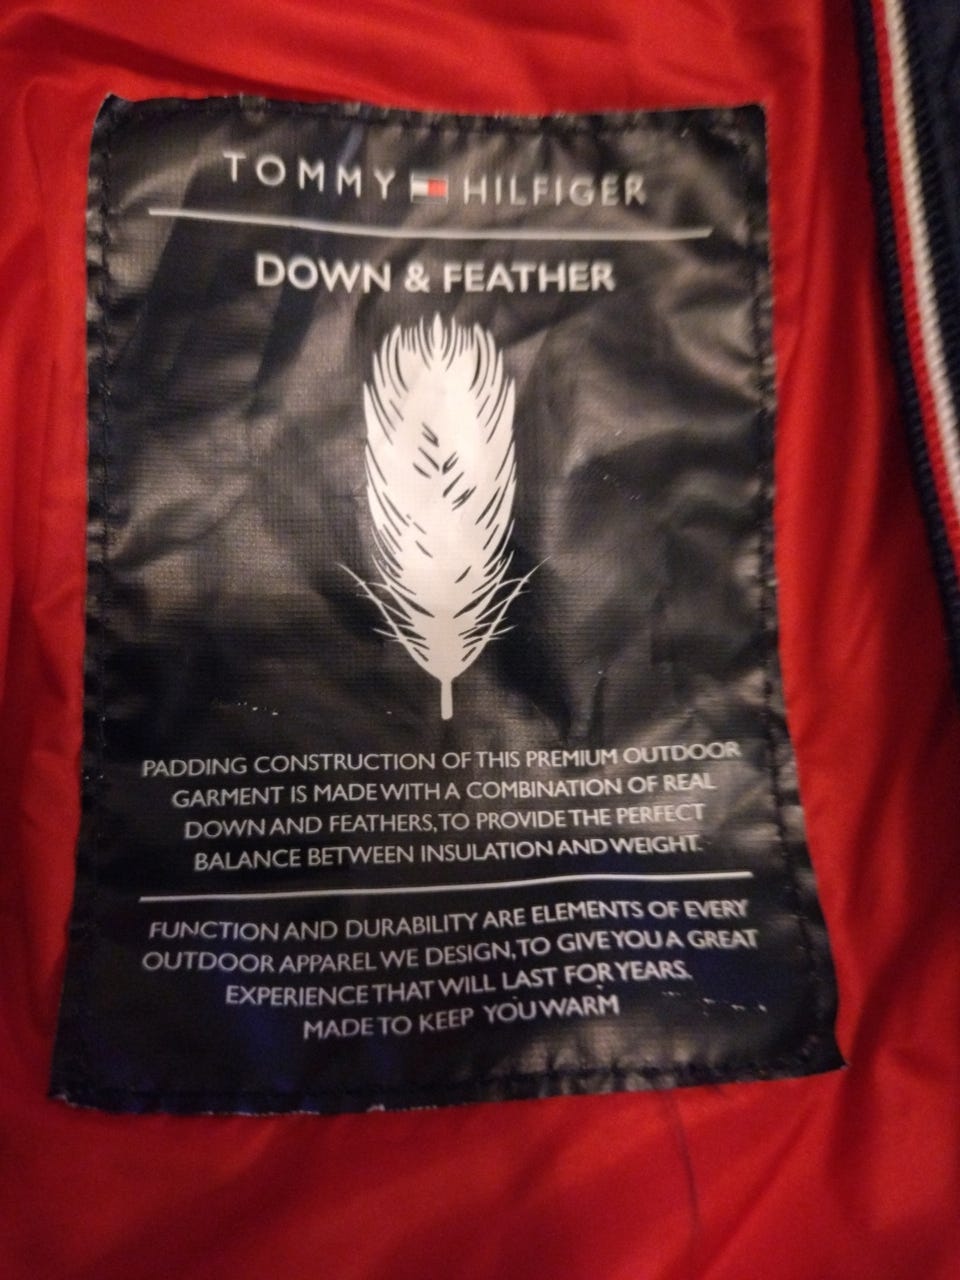 TOMMY HILFIGER
DOWN & FEATHER
PADDING CONSTRUCTION OF THIS PREMIUM OUTDOOR
GARMENT IS MADE WITH A COMBINATION OF REAL
DOWN AND FEATHERS, TO PROVIDE THE PERFECT
BALANCE BETWEEN INSULATION AND WEIGHT.
FUNCTION AND DURABILITY ARE ELEMENTS OF EVERY
OUTDOOR APPAREL WE DESIGN, TO GIVE YOU A GREAT
EXPERIENCE THAT WILL LAST FOR YEARS.
MADE TO KEEP YOU WARM